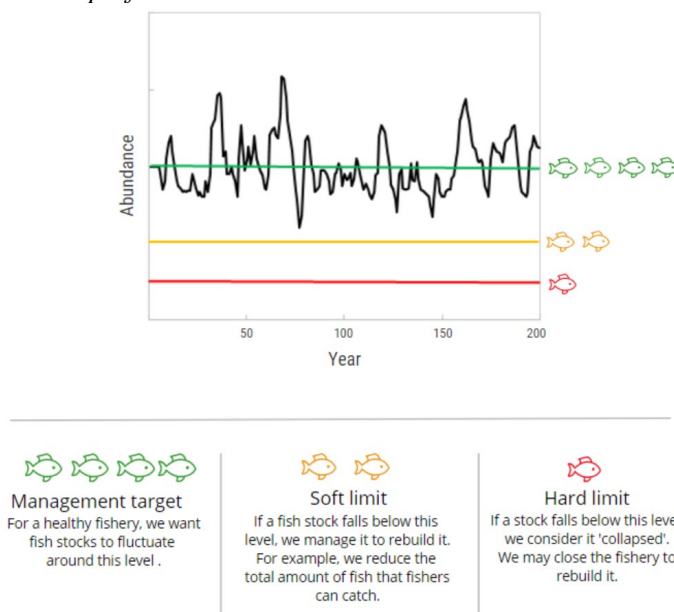 Abundance
50
100
150
200
Year
Management target
For a healthy fishery, we want
fish stocks to fluctuate
around this level .
Soft limit
If a fish stock falls below this
level, we manage it to rebuild it.
For example, we reduce the
total amount of fish that fishers
can catch.
Hard limit
If a stock falls below this leve
we consider it 'collapsed'.
We may close the fishery to
rebuild it.